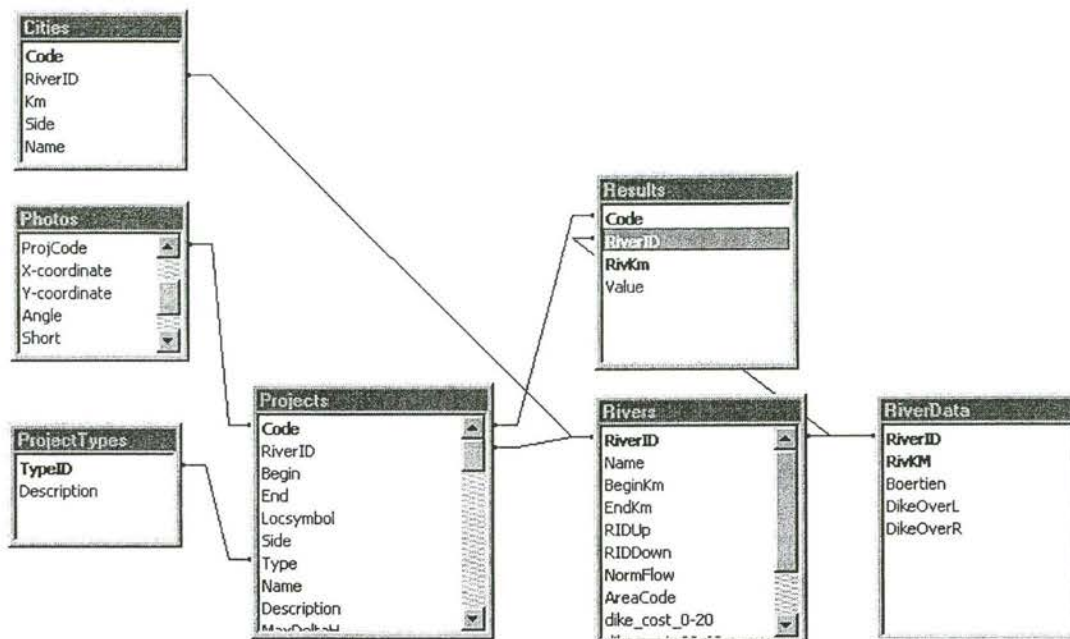 Cities
Code
RiverID
Km
Side
Name
Photos
ProjCode
X-coordinate
Y-coordinate
Angle
Short
ProjectTypes
TypeID
Description
Projects
Code
RiverID
Begin
End
Locsymbol
Side
Type
Name
Description
MaxDeltaH
Results
Code
RiverID
RivKm
Value
Rivers
RiverID
Name
BeginKm
EndKm
RIDUp
RIDDown
NormFlow
AreaCode
dike_cost_0-20
RiverData
RiverID
RivKM
Boertien
DikeOverL
DikeOverR